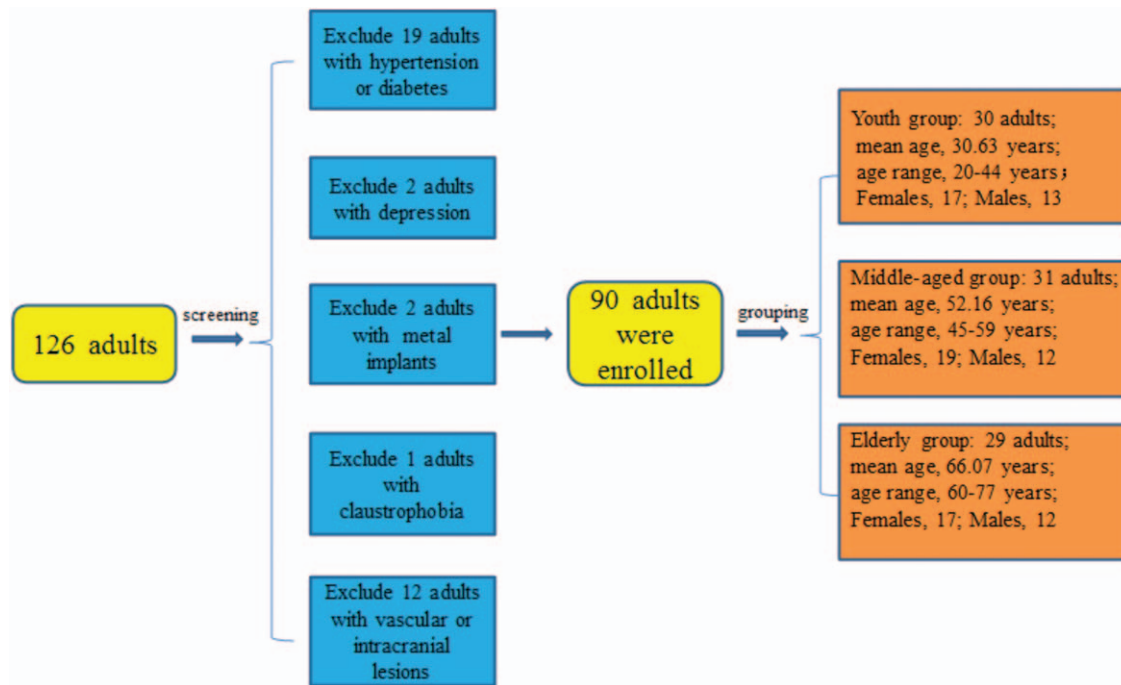 126 adults
screening
Exclude 19 adults
with hypertension
or diabetes
Exclude 2 adults
with depression
Exclude 2 adults
with metal
implants
Exclude 1 adults
with
claustrophobia
Exclude 12 adults
with vascular or
intracranial
lesions
90 adults
were
enrolled
grouping
Youth group: 30 adults;
mean age, 30.63 years;
age range, 20-44 years;
Females, 17; Males, 13
Middle-aged group: 31 adults;
mean age, 52.16 years;
age range, 45-59 years;
Females, 19; Males, 12
Elderly group: 29 adults;
mean age, 66.07 years;
age range, 60-77 years;
Females, 17; Males, 12